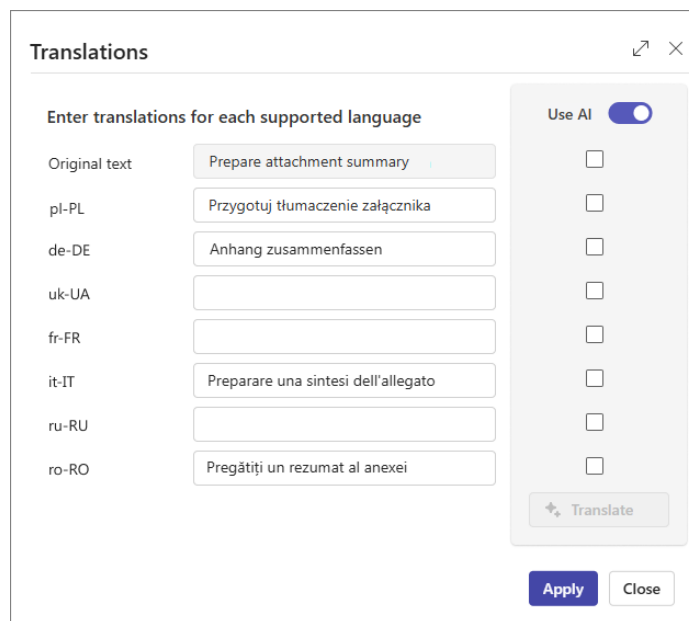 Translations
Enter translations for each supported language
Use AI
Original text Prepare attachment summary
pl-PL Przygotuj tłumaczenie załącznika
de-DE Anhang zusammenfassen
uk-UA
fr-FR
it-IT Preparare una sintesi dell'allegato
ru-RU
ro-RO Pregătiți un rezumat al anexei
Translate
Apply Close